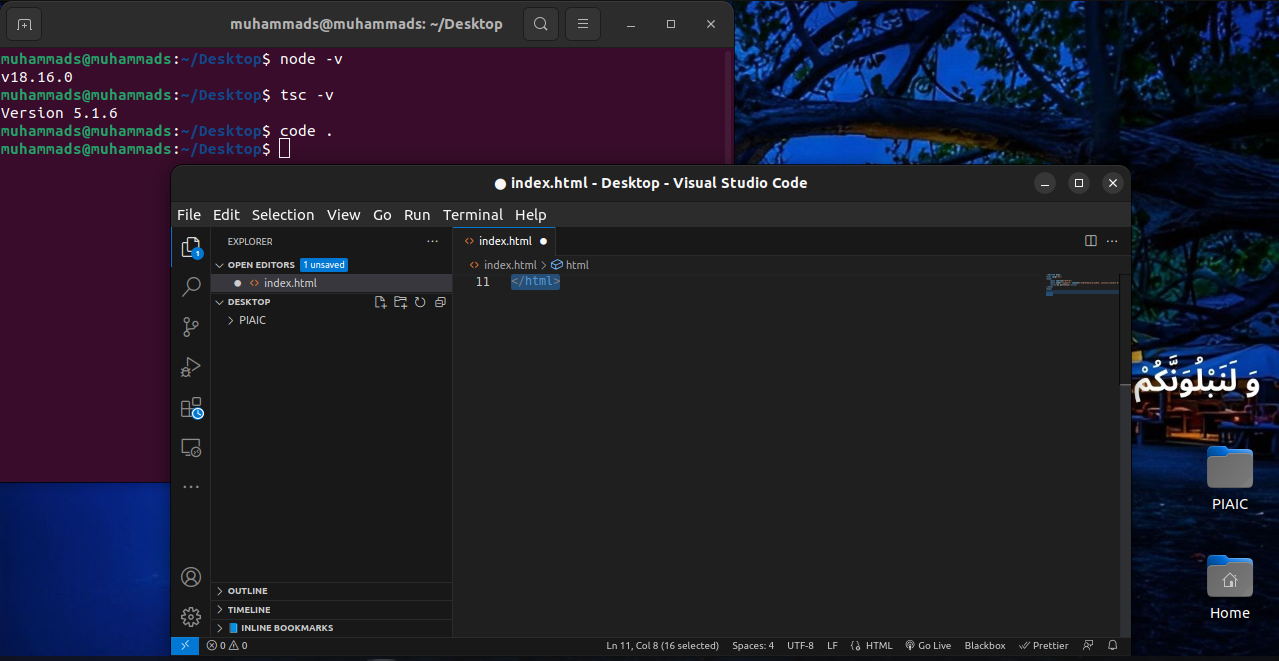 muhammads@muhammads: ~/Desktop
muhammads@muhammads:~/Desktop$ node -v
v18.16.0
muhammads@muhammads:~/Desktop$ tsc -v
Version 5.1.6
muhammads@muhammads:~/Desktop$ code .
muhammads@muhammads:~/Desktop$
● index.html - Desktop - Visual Studio Code
File Edit Selection View Go Run Terminal Help
EXPLORER
OPEN EDITORS 1 unsaved
index.html
DESKTOP
PIAIC
OUTLINE
TIMELINE
INLINE BOOKMARKS
1
index.html
index.html > html
11 </html>
0 0
Ln 11, Col 8 (16 selected) Spaces: 4 UTF-8 LF HTML Go Live Blackbox Prettier
وَ لَنَبْلُوَنَّكُمْ
PIAIC
Home